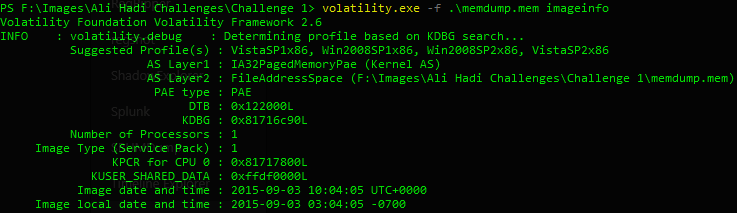 PS F:\Images\Ali Hadi Challenges\Challenge 1> volatility.exe -f .\memdump.mem imageinfo
Volatility Foundation Volatility Framework 2.6
INFO    : volatility.debug    : Determining profile based on KDBG search...
Suggested Profile(s) : VistaSP1x86, Win2008SP1x86, Win2008SP2x86, VistaSP2x86
AS Layer1 : IA32PagedMemoryPae (Kernel AS)
AS Layer2 : FileAddressSpace (F:\Images\Ali Hadi Challenges\Challenge 1\memdump.mem)
PAE type : PAE
DTB : 0x122000L
KDBG : 0x81716c90L
Number of Processors : 1
Image Type (Service Pack) : 1
KPCR for CPU 0 : 0x81717800L
KUSER_SHARED_DATA : 0xffdf0000L
Image date and time : 2015-09-03 10:04:05 UTC+0000
Image local date and time : 2015-09-03 03:04:05 -0700
Splunk